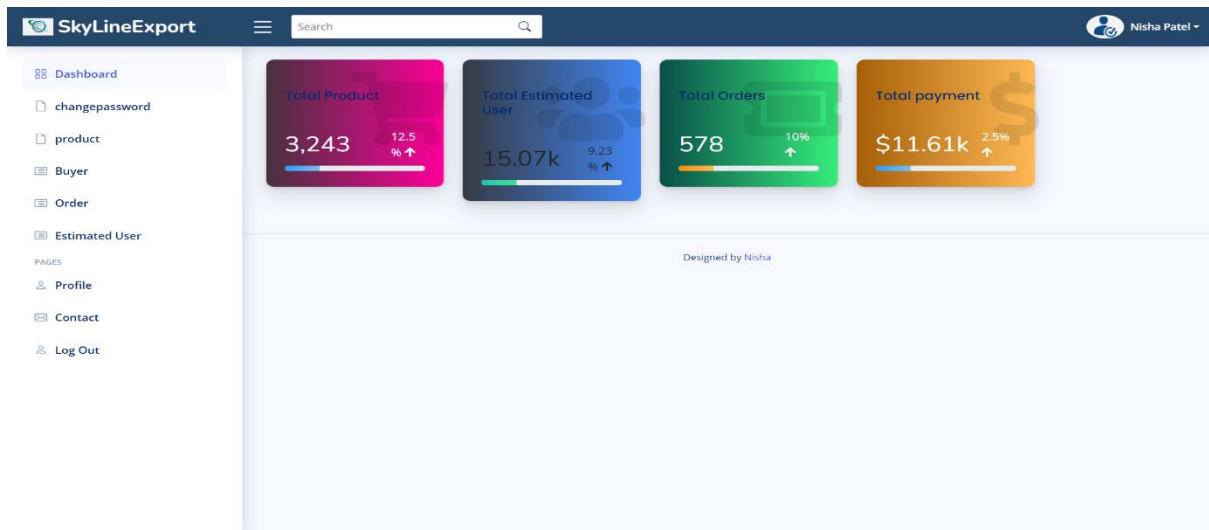 SkyLineExport
Search
Nisha Patel
Dashboard
changepassword
product
Buyer
Order
Estimated User
PAGES
Profile
Contact
Log Out
Total Product
3,243
12.5
%
Total Estimated
User
15.07k
9.23
%
Total Orders
578
10%
Total payment
$11.61k
2.5%
Designed by Nisha